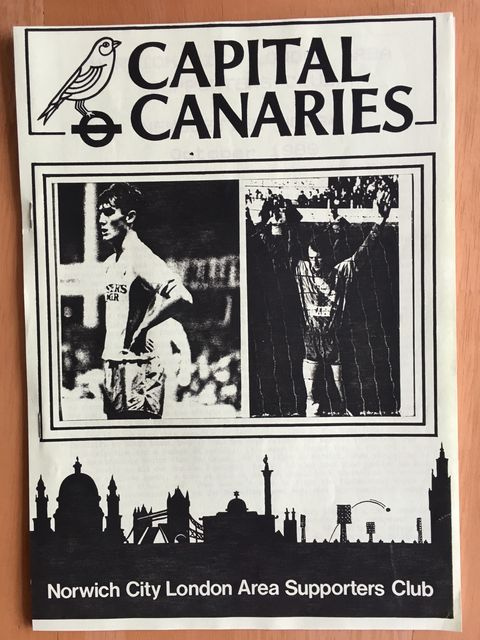 CAPITAL
CANARIES
Norwich City London Area Supporters Club